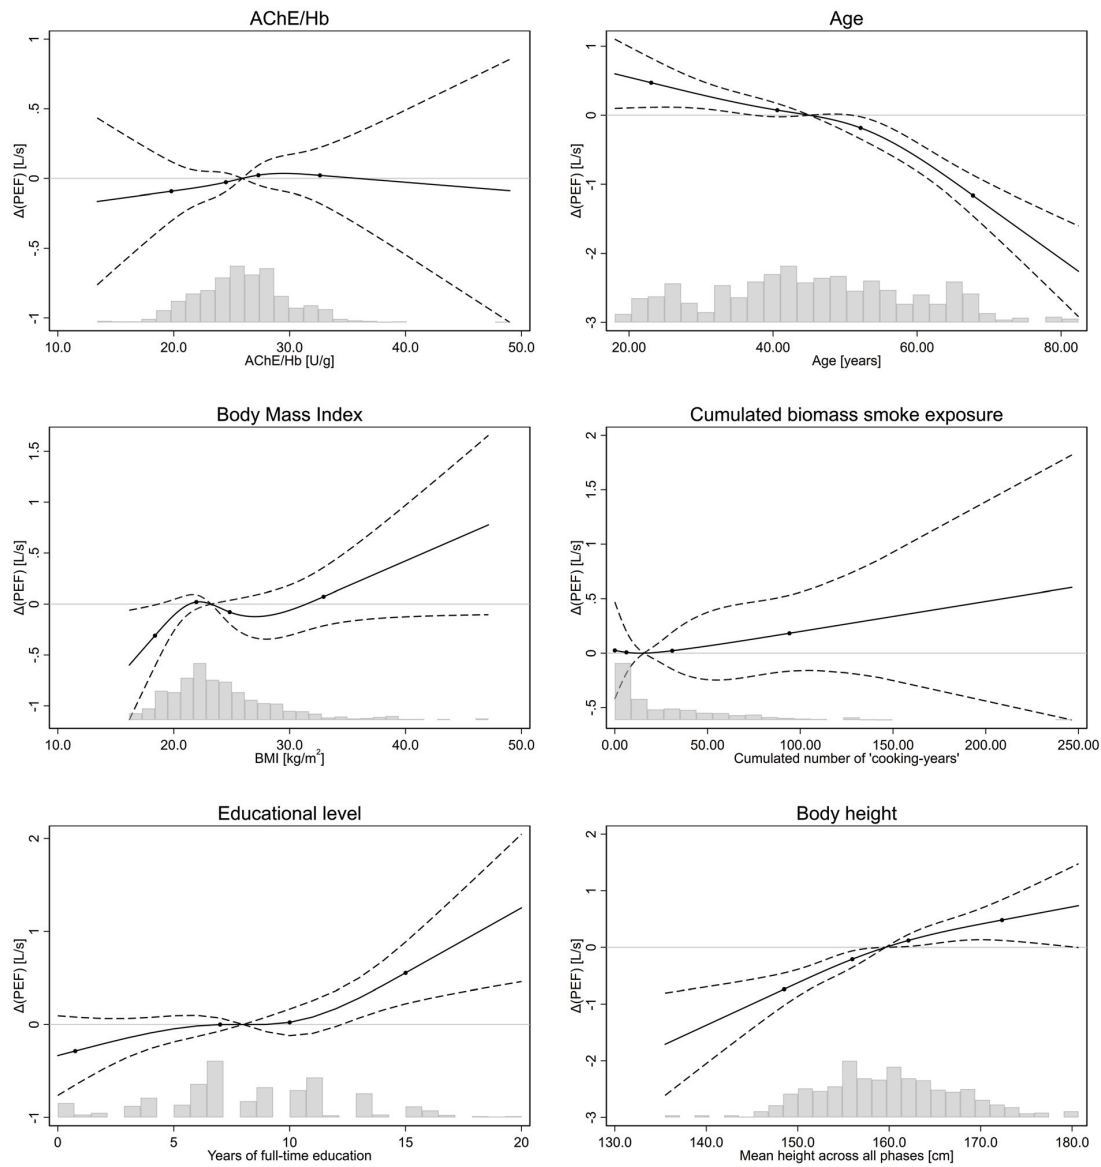 AChE/Hb
Δ(PEF) [L/s]
1
.5
0
-.5
-1
10.0 20.0 30.0 40.0 50.0
AChE/Hb [U/g]
Age
Δ(PEF) [L/s]
1
0
-1
-2
-3
20.00 40.00 60.00 80.00
Age [years]
Body Mass Index
Δ(PEF) [L/s]
1.5
1
.5
0
-.5
-1
10.0 20.0 30.0 40.0 50.0
BMI [kg/m²]
Cumulated biomass smoke exposure
Δ(PEF) [L/s]
2
1.5
1
.5
0
-.5
0.00 50.00 100.00 150.00 200.00 250.00
Cumulated number of 'cooking-years'
Educational level
Δ(PEF) [L/s]
2
1
0
-1
0 5 10 15 20
Years of full-time education
Body height
Δ(PEF) [L/s]
2
1
0
-1
-2
-3
130.0 140.0 150.0 160.0 170.0 180.0
Mean height across all phases [cm]